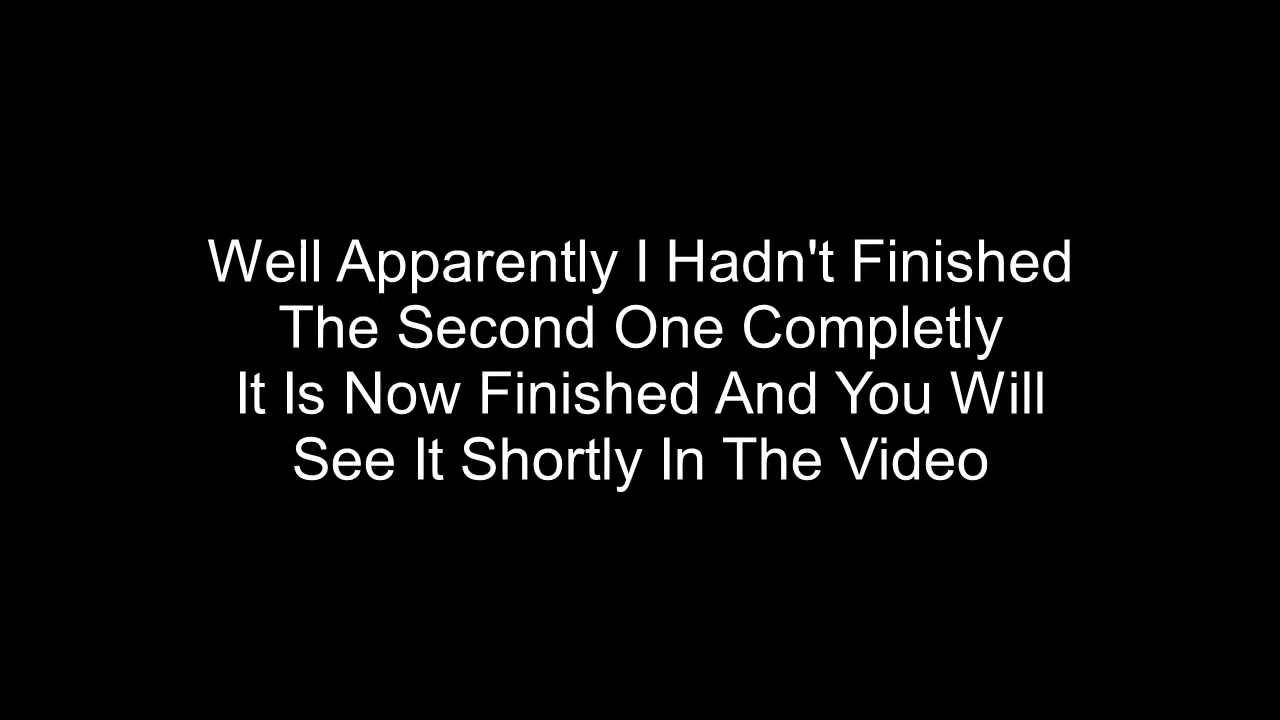 Well Apparently I Hadn't Finished
The Second One Completly
It Is Now Finished And You Will
See It Shortly In The Video